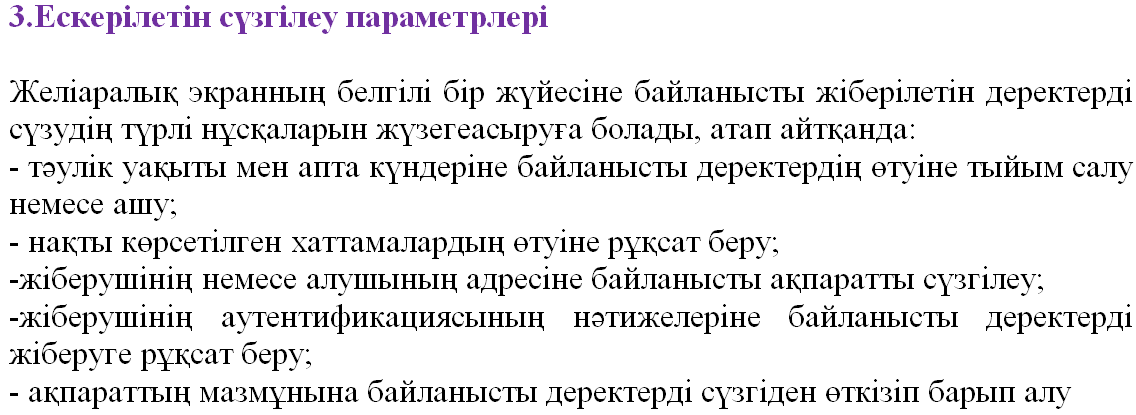 3.Ескерілетін сүзгілеу параметрлері
Желіаралық экранның белгілі бір жүйесіне байланысты жіберілетін деректерді
сүзудің түрлі нұсқаларын жүзегеасыруға болады, атап айтқанда:
- тәулік уақыты мен апта күндеріне байланысты деректердің өтуіне тыйым салу
немесе ашу;
- нақты көрсетілген хаттамалардың өтуіне рұқсат беру;
-жіберушінің немесе алушының адресіне байланысты ақпаратты сүзгілеу;
-жіберушінің аутентификациясының нәтижелеріне байланысты деректерді
жіберуге рұқсат беру;
- ақпараттың мазмұнына байланысты деректерді сүзгіден өткізіп барып алу